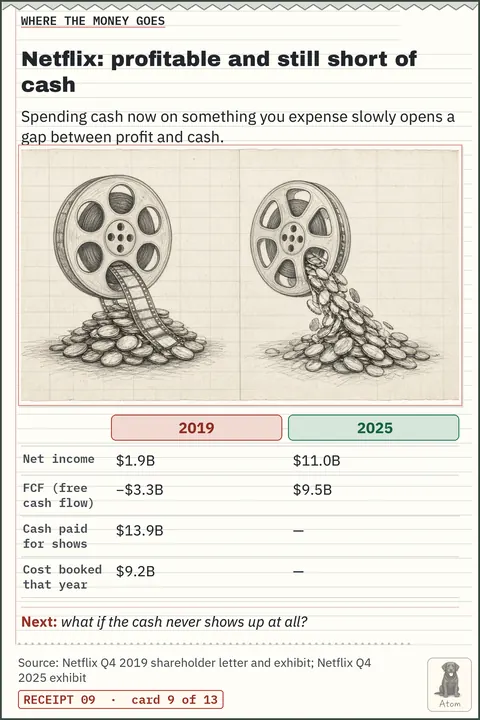 WHERE THE MONEY GOES
Netflix: profitable and still short of
cash
Spending cash now on something you expense slowly opens a
gap between profit and cash.
2019 2025
Net income $1.9B $11.0B
FCF (free
cash flow) −$3.3B $9.5B
Cash paid
for shows $13.9B —
Cost booked
that year $9.2B —
Next: what if the cash never shows up at all?
Source: Netflix Q4 2019 shareholder letter and exhibit; Netflix Q4
2025 exhibit
RECEIPT 09 · card 9 of 13
Atom